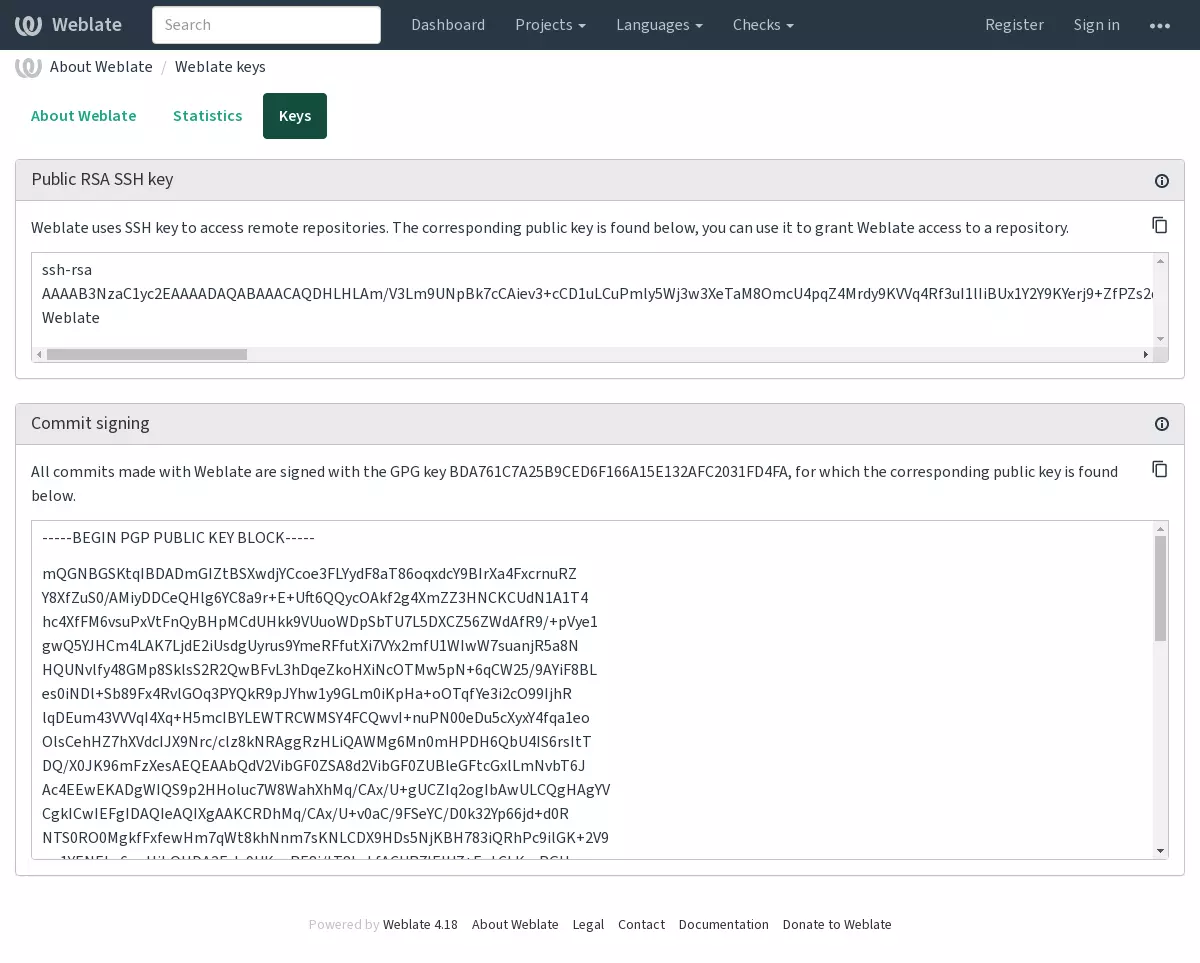 Weblate
Search
Dashboard
Projects
Languages
Checks
Register
Sign in
About Weblate / Weblate keys
About Weblate
Statistics
Keys
Public RSA SSH key
Weblate uses SSH key to access remote repositories. The corresponding public key is found below, you can use it to grant Weblate access to a repository.
ssh-rsa
AAAAB3NzaC1yc2EAAAADAQABAAACAQDHLHLAm/V3Lm9UNpBk7cCAiev3+cCD1uLCuPmly5Wj3w3XeTaM8OmcU4pqZ4Mrdy9KVVq4Rf3uI1lIiBUx1Y2Y9KYerj9+ZfPZs2
Weblate
Commit signing
All commits made with Weblate are signed with the GPG key BDA761C7A25B9CED6F166A15E132AFC2031FD4FA, for which the corresponding public key is found
below.
-----BEGIN PGP PUBLIC KEY BLOCK-----
mQGNBGSKtqIBDADmGIZtBSXwdjYCcoe3FLYydF8aT86oqxdcY9BIrXa4FxcrnuRZ
Y8XfZuS0/AMiyDDCeQHlg6YC8a9r+E+Uft6QQycOAkf2g4XmZZ3HNCKCUdN1A1T4
hc4XfFM6vsuPxVtFnQyBHpMCdUHkk9VUuoWDpSbTU7L5DXCZ56ZWdAfR9/+pVye1
gwQ5YJHCm4LAK7LjdE2iUsdgUyrus9YmeRFfutXi7VYx2mfU1WIwW7suanjR5a8N
HQUNvlfy48GMp8SklsS2R2QwBFvL3hDqeZkoHXiNcOTMw5pN+6qCW25/9AYiF8BL
es0iNDl+Sb89Fx4RvlGOq3PYQkR9pJYhw1y9GLm0iKpHa+oOTqfYe3i2cO99IjhR
lqDEum43VVVqI4Xq+H5mcIBYLEWTRCWMSY4FCQwvI+nuPN00eDu5cXyxY4fqa1eo
OlsCehHZ7hXVdcIJX9Nrc/clz8kNRAggRzHLiQAWMg6Mn0mHPDH6QbU4IS6rsItT
DQ/X0JK96mFzXesAEQEAAbQdV2VibGF0ZSA8d2VibGF0ZUBleGFtcGxlLmNvbT6J
Ac4EEwEKADgWIQS9p2HHoluc7W8WahXhMq/CAx/U+gUCZIq2ogIbAwULCQgHAgYV
CgkICwIEFgIDAQIeAQIXgAAKCRDhMq/CAx/U+v0aC/9FSeYC/D0k32Yp66jd+d0R
NTS0RO0MgkfFxfewHm7qWt8khNnm7sKNLCDX9HDs5NjKBH783iQRhPc9ilGK+2V9
Powered by Weblate 4.18
About Weblate
Legal
Contact
Documentation
Donate to Weblate